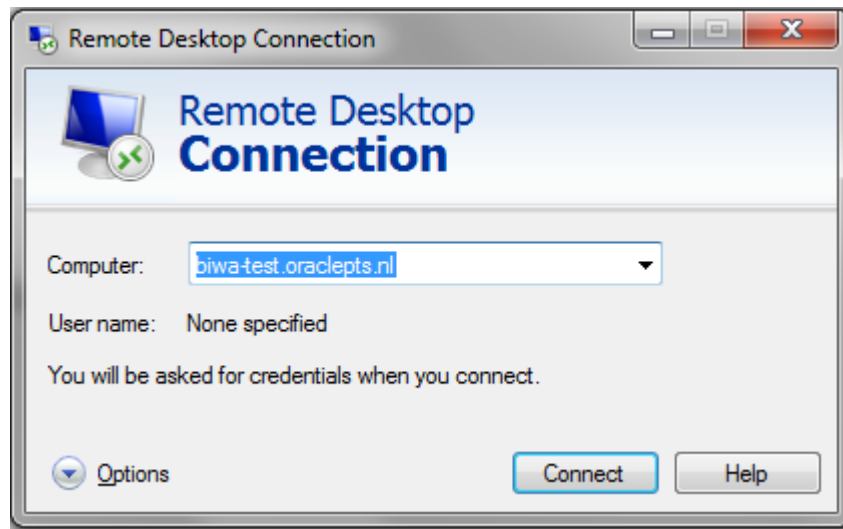 Remote Desktop Connection
Remote Desktop
Connection
Computer: biwa-test.oraclepts.nl
User name: None specified
You will be asked for credentials when you connect.
Options Connect Help